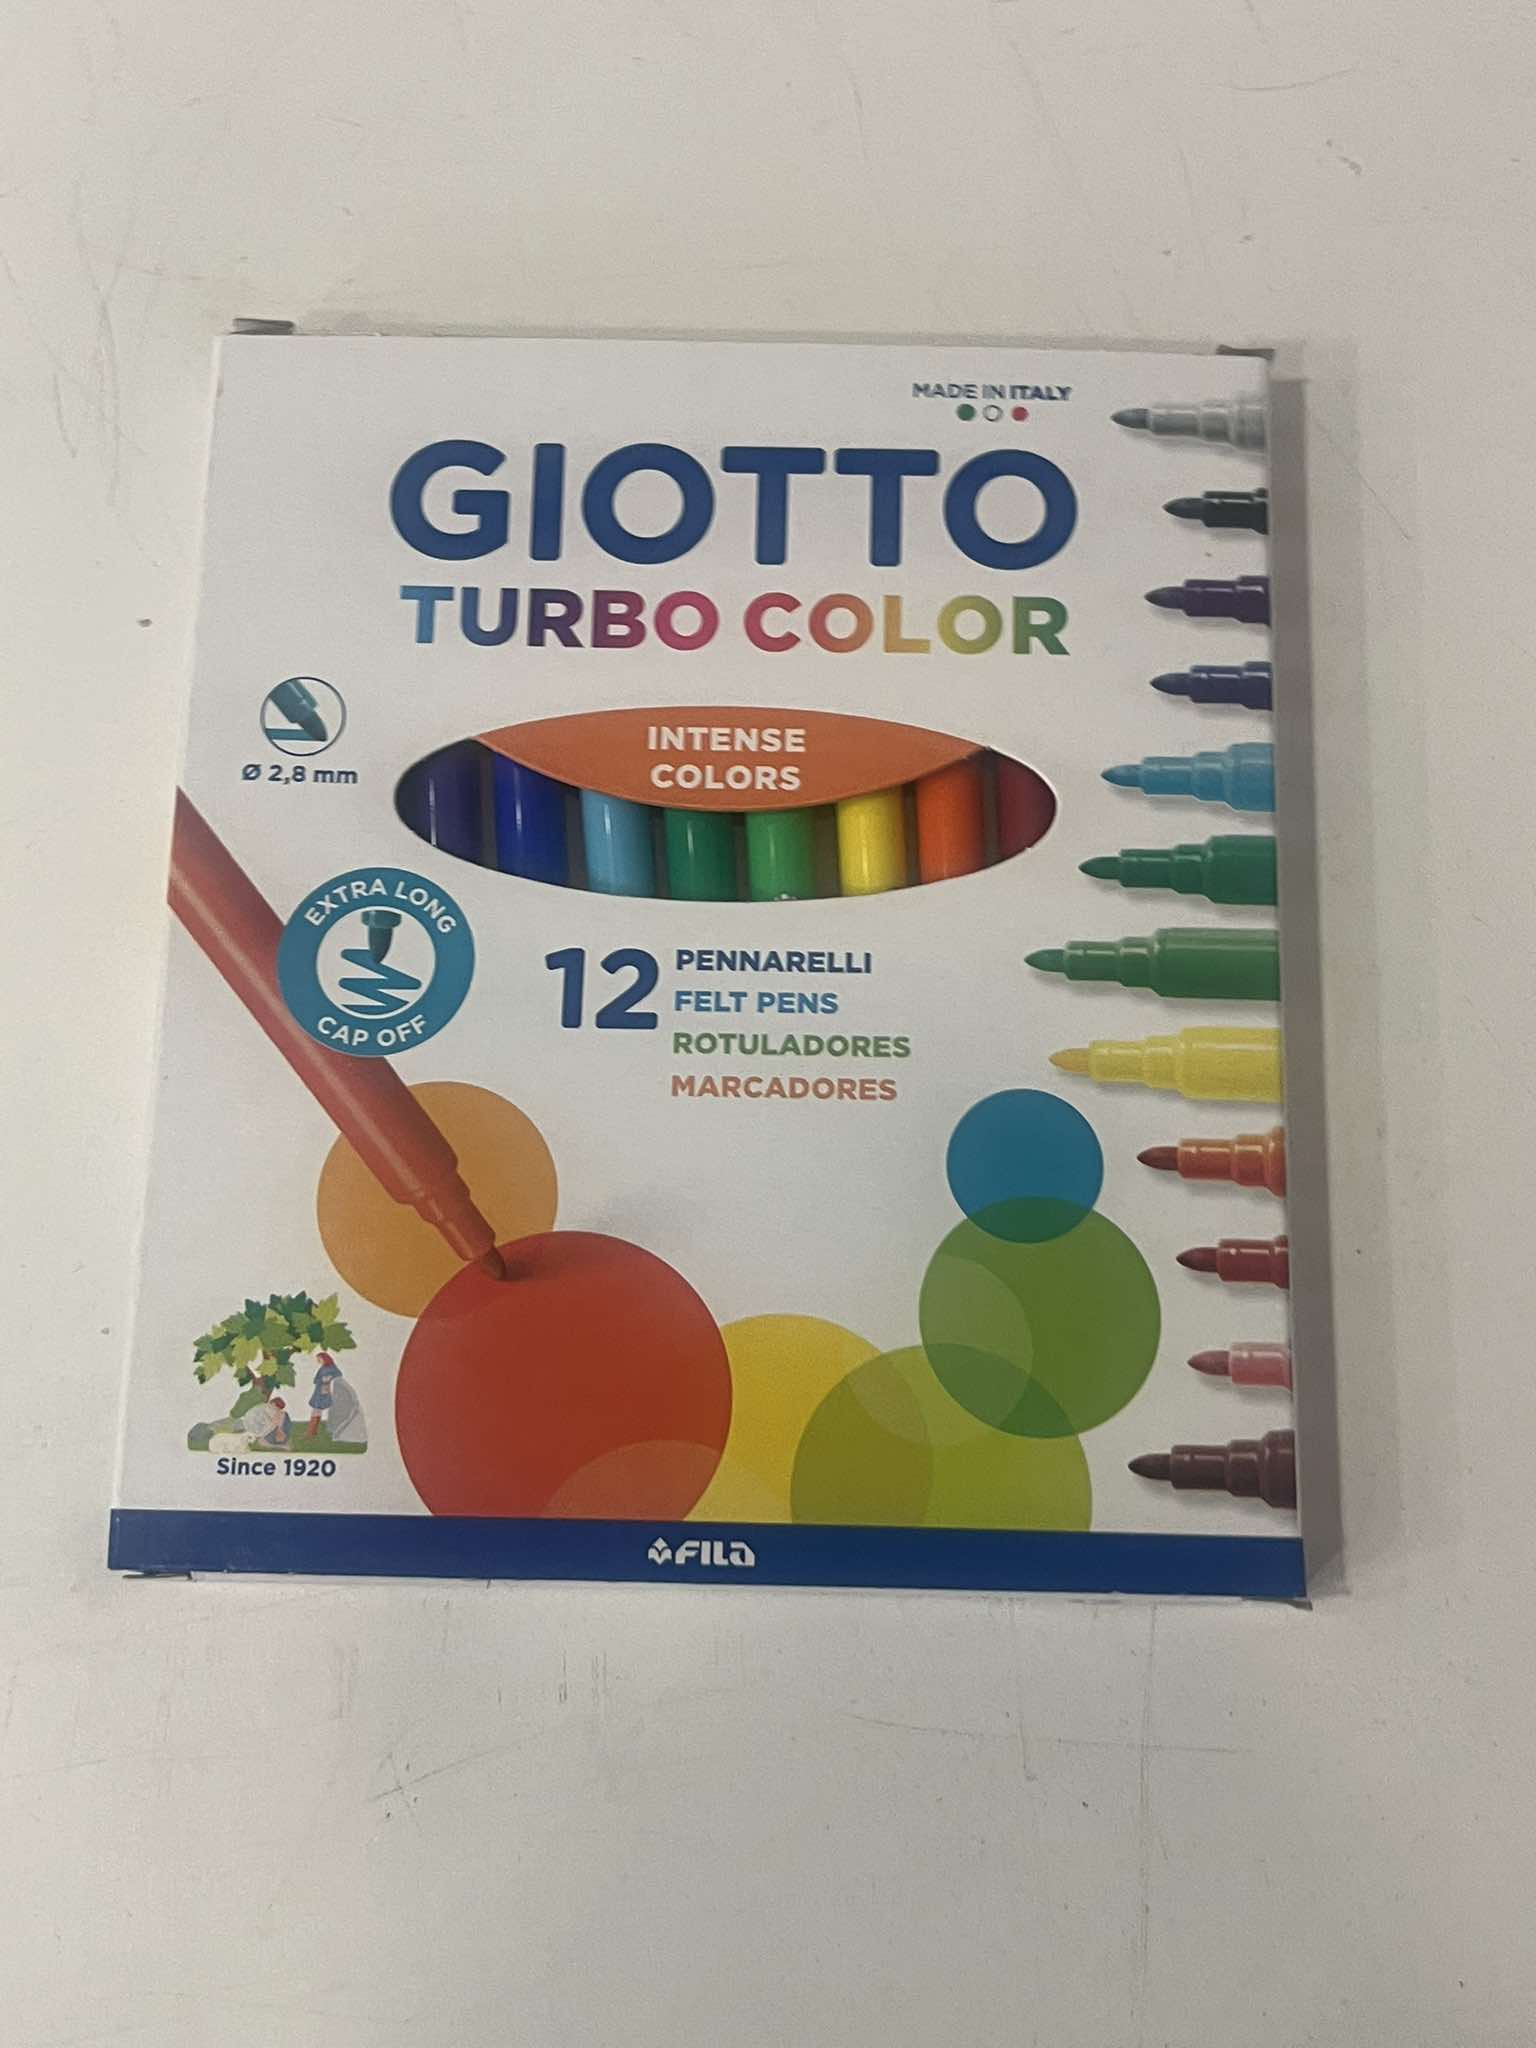 MADE IN ITALY
GIOTTO
TURBO COLOR
INTENSE
COLORS
Ø 2,8 mm
EXTRA LONG
CAP OFF
12 PENNARELLI
FELT PENS
ROTULADORES
MARCADORES
Since 1920
FILA